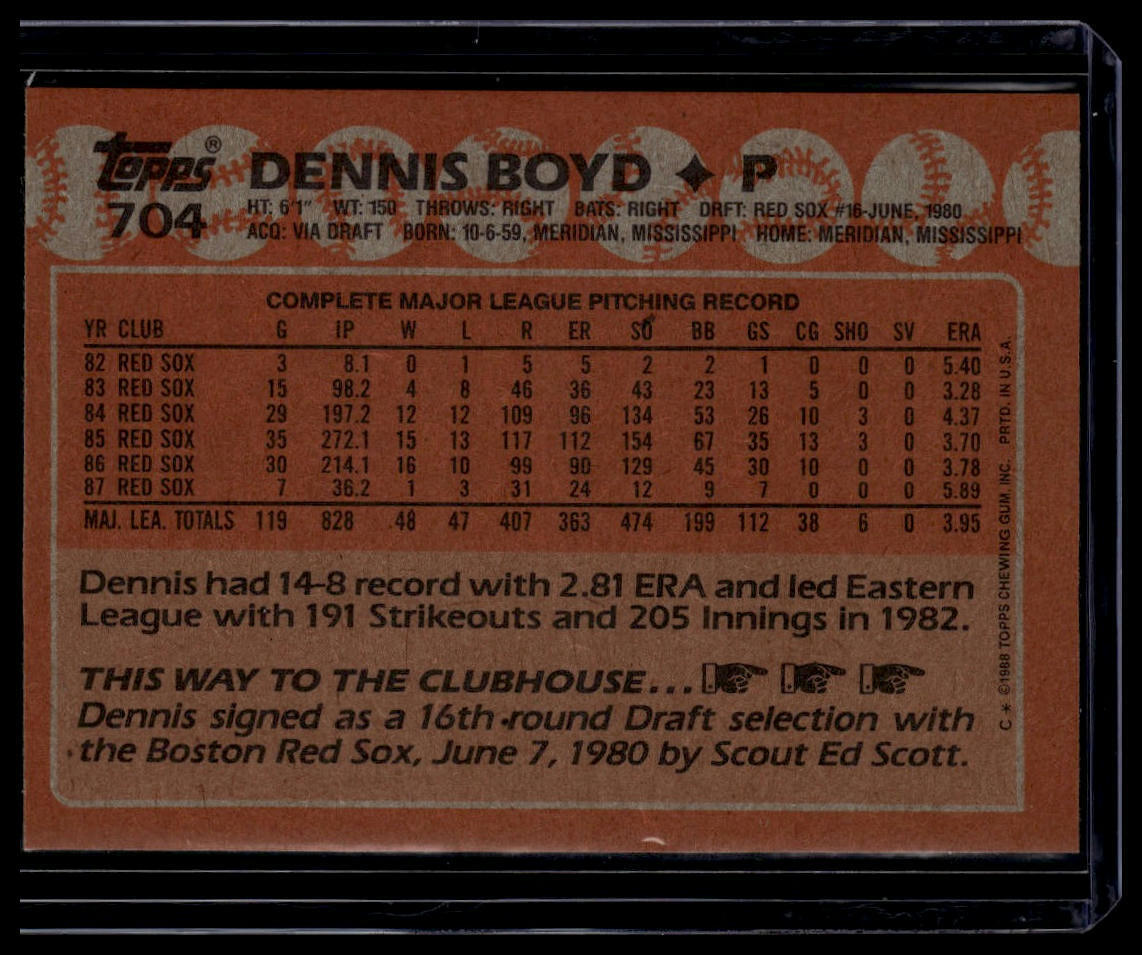 topps®
704
DENNIS BOYD ✦ P
HT: 6'1" WT: 150 THROWS: RIGHT BATS: RIGHT DRFT: RED SOX #16-JUNE, 1980
ACQ: VIA DRAFT BORN: 10-6-59, MERIDIAN, MISSISSIPPI HOME: MERIDIAN, MISSISSIPPI
COMPLETE MAJOR LEAGUE PITCHING RECORD
YR CLUB G IP W L R ER SO BB GS CG SHO SV ERA
82 RED SOX 3 8.1 0 1 5 5 2 2 1 0 0 0 5.40
83 RED SOX 15 98.2 4 8 46 36 43 23 13 5 0 0 3.28
84 RED SOX 29 197.2 12 12 109 96 134 53 26 10 3 0 4.37
85 RED SOX 35 272.1 15 13 117 112 154 67 35 13 3 0 3.70
86 RED SOX 30 214.1 16 10 99 90 129 45 30 10 0 0 3.78
87 RED SOX 7 36.2 1 3 31 24 12 9 7 0 0 0 5.89
MAJ. LEA. TOTALS 119 828 48 47 407 363 474 199 112 38 6 0 3.95
Dennis had 14-8 record with 2.81 ERA and led Eastern
League with 191 Strikeouts and 205 Innings in 1982.
THIS WAY TO THE CLUBHOUSE...
Dennis signed as a 16th-round Draft selection with
the Boston Red Sox, June 7, 1980 by Scout Ed Scott.
C * ©1988 TOPPS CHEWING GUM, INC. PRTD. IN U.S.A.